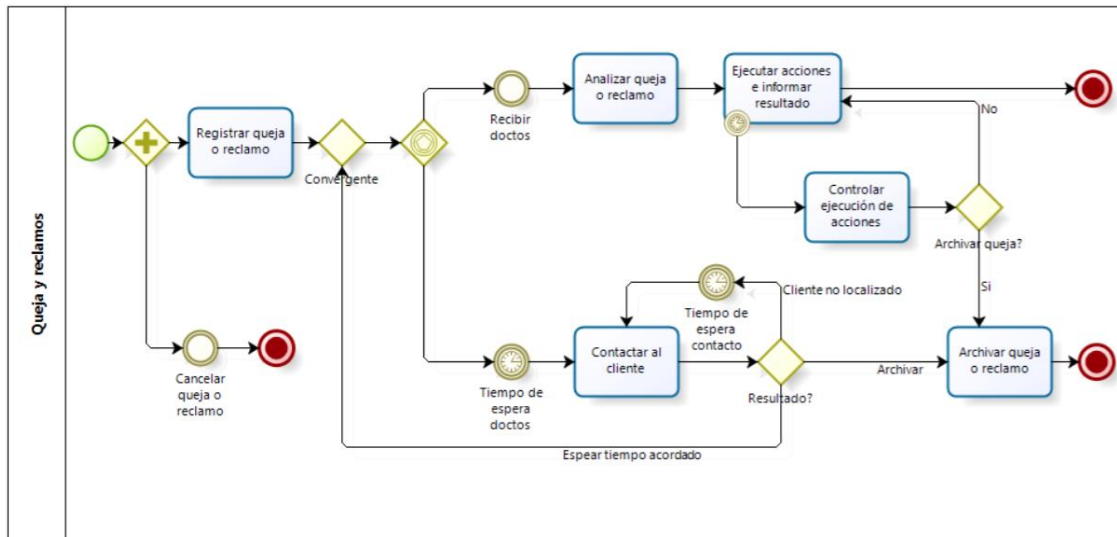 Queja y reclamos
Registrar queja
o reclamo
Convergente
Cancelar
queja o
reclamo
Recibir
doctos
Analizar queja
o reclamo
Ejecutar acciones
e informar
resultado
No
Controlar
ejecución de
acciones
Archivar queja?
Si
Tiempo de
espera
doctos
Contactar al
cliente
Tiempo de
espera
contacto
Cliente no localizado
Resultado?
Archivar
Archivar queja
o reclamo
Espear tiempo acordado